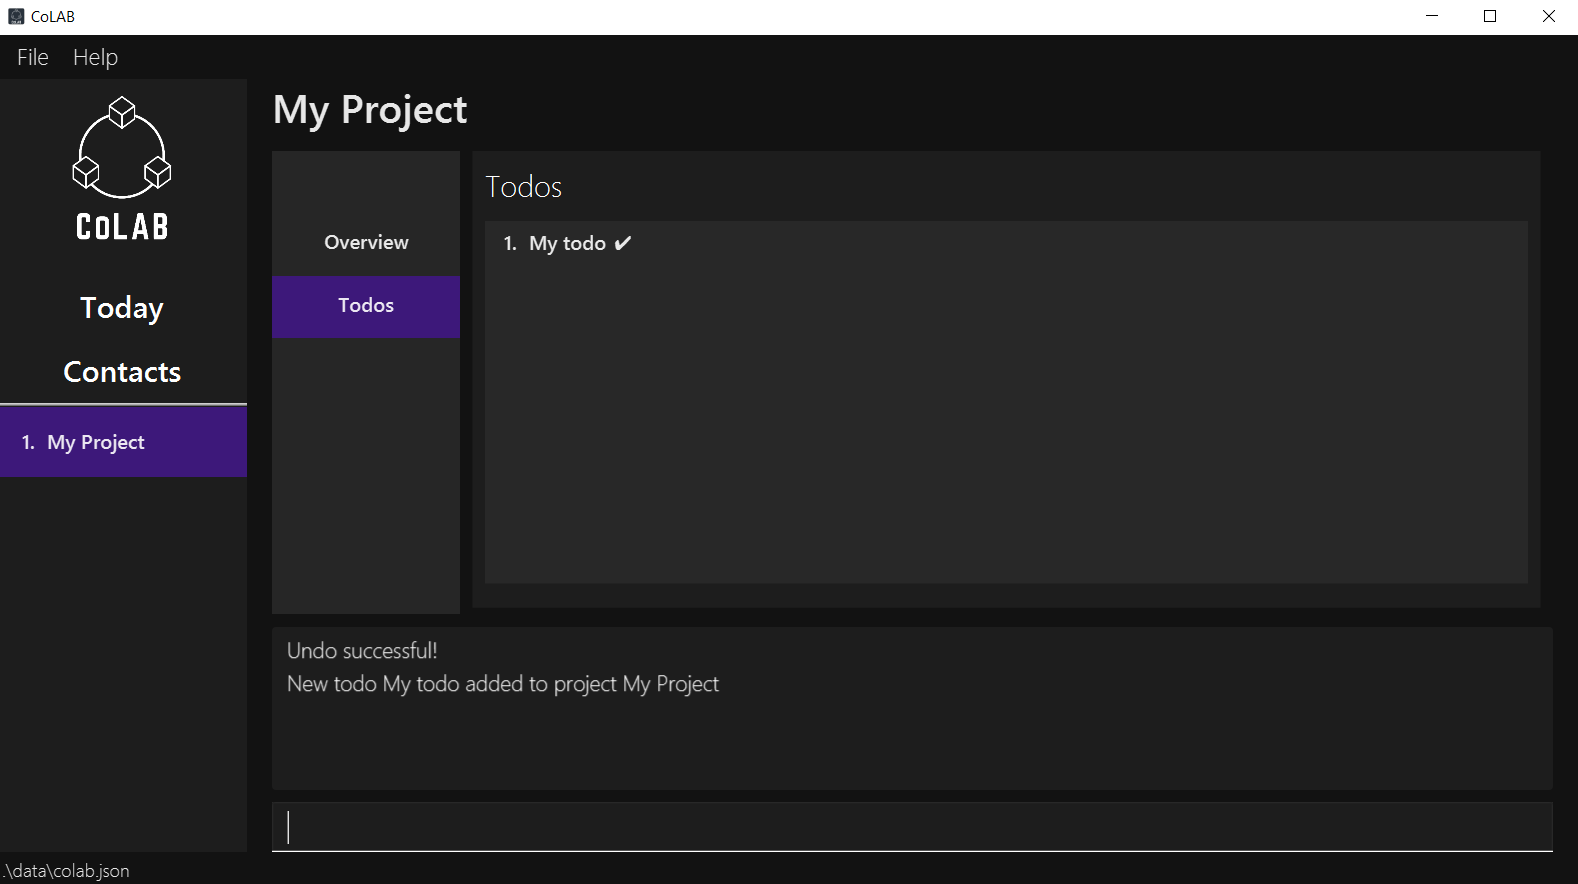 CoLAB
File Help
CoLAB
Today
Contacts
1. My Project
My Project
Overview
Todos
Todos
1. My todo ✔
Undo successful!
New todo My todo added to project My Project
.\data\colab.json